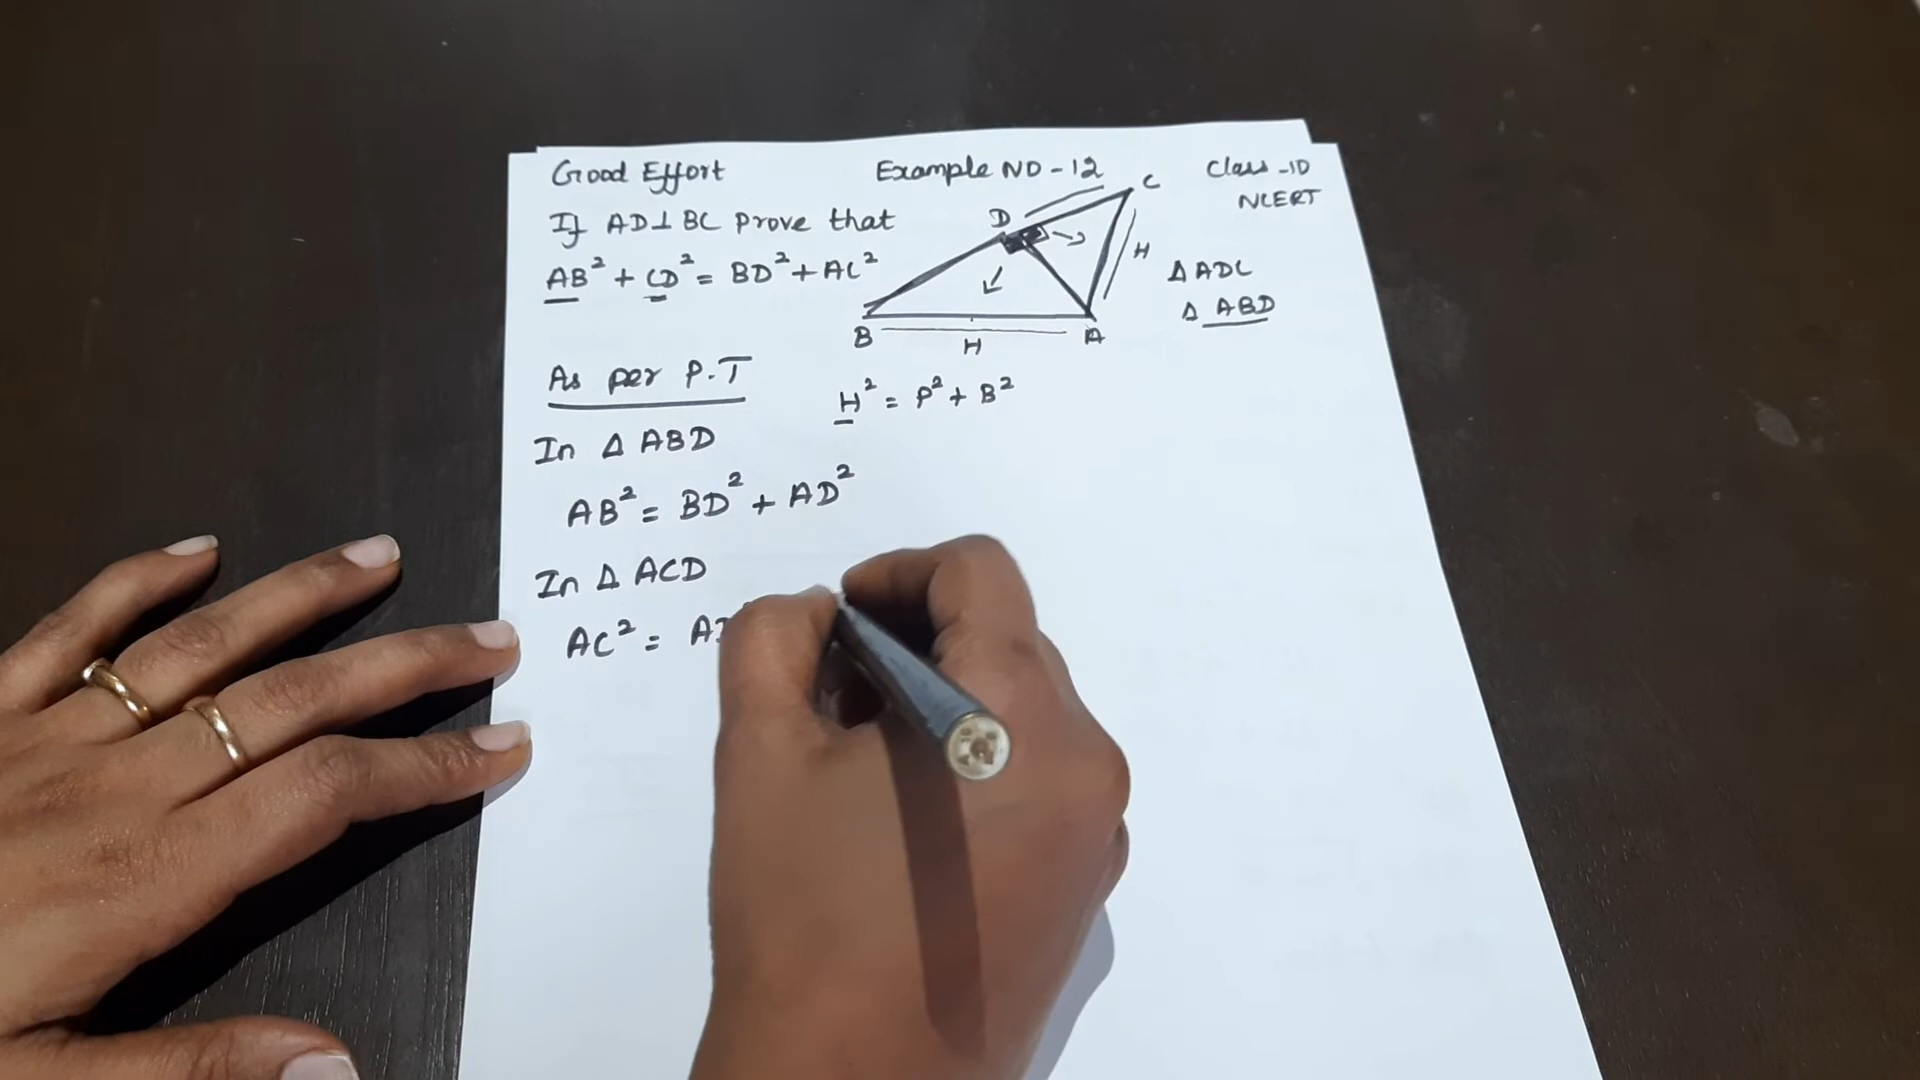 Good Effort Example NO - 12 Class - 10
NCERT
If AD ⊥ BC Prove that
AB² + CD² = BD² + AC²
D
C
H
B
A
H
Δ ADC
Δ ABD
As per P.T
H² = P² + B²
In Δ ABD
AB² = BD² + AD²
In Δ ACD
AC² =